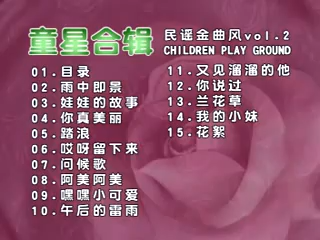 童星合辑
民谣金曲风vol.2
CHILDREN PLAY GROUND
01.目录
02.雨中即景
03.娃娃的故事
04.你真美丽
05.踏浪
06.哎呀留下来
07.问候歌
08.阿美阿美
09.嘿嘿小可爱
10.午后的雷雨
11.又见溜溜的他
12.你说过
13.兰花草
14.我的小妹
15.花絮